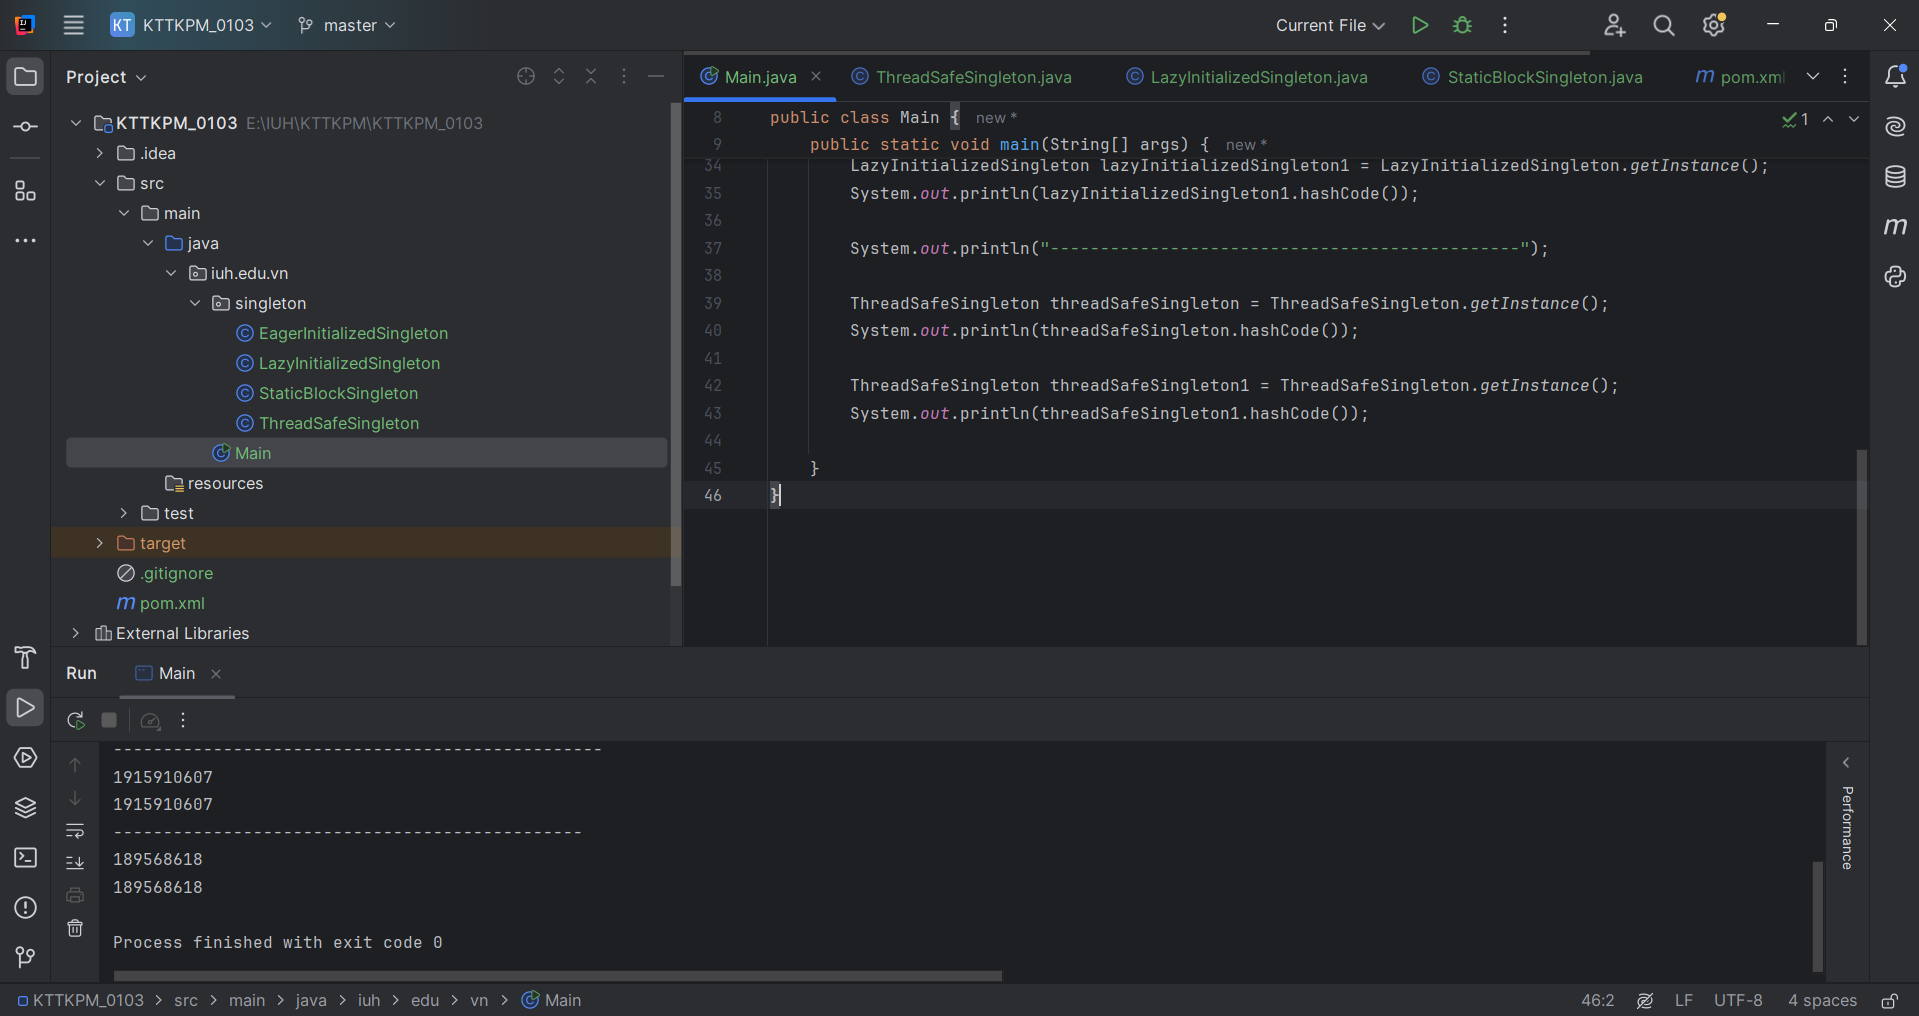 KT KTTKPM_0103 master Current File
Project
KTTKPM_0103 E:\IUH\KTTKPM\KTTKPM_0103
.idea
src
main
java
iuh.edu.vn
singleton
EagerInitializedSingleton
LazyInitializedSingleton
StaticBlockSingleton
ThreadSafeSingleton
Main
resources
test
target
.gitignore
pom.xml
External Libraries
Main.java ThreadSafeSingleton.java LazyInitializedSingleton.java StaticBlockSingleton.java pom.xml
1
8 public class Main { new *
9 public static void main(String[] args) { new *
34 LazyInitializedSingleton lazyInitializedSingleton1 = LazyInitializedSingleton.getInstance();
35 System.out.println(lazyInitializedSingleton1.hashCode());
36
37 System.out.println("-----------------------------------------------");
38
39 ThreadSafeSingleton threadSafeSingleton = ThreadSafeSingleton.getInstance();
40 System.out.println(threadSafeSingleton.hashCode());
41
42 ThreadSafeSingleton threadSafeSingleton1 = ThreadSafeSingleton.getInstance();
43 System.out.println(threadSafeSingleton1.hashCode());
44
45 }
46 }
Run Main
-------------------------------------------------
1915910607
1915910607
-----------------------------------------------
189568618
189568618
Process finished with exit code 0
Performance
KTTKPM_0103 > src > main > java > iuh > edu > vn > Main
46:2 LF UTF-8 4 spaces